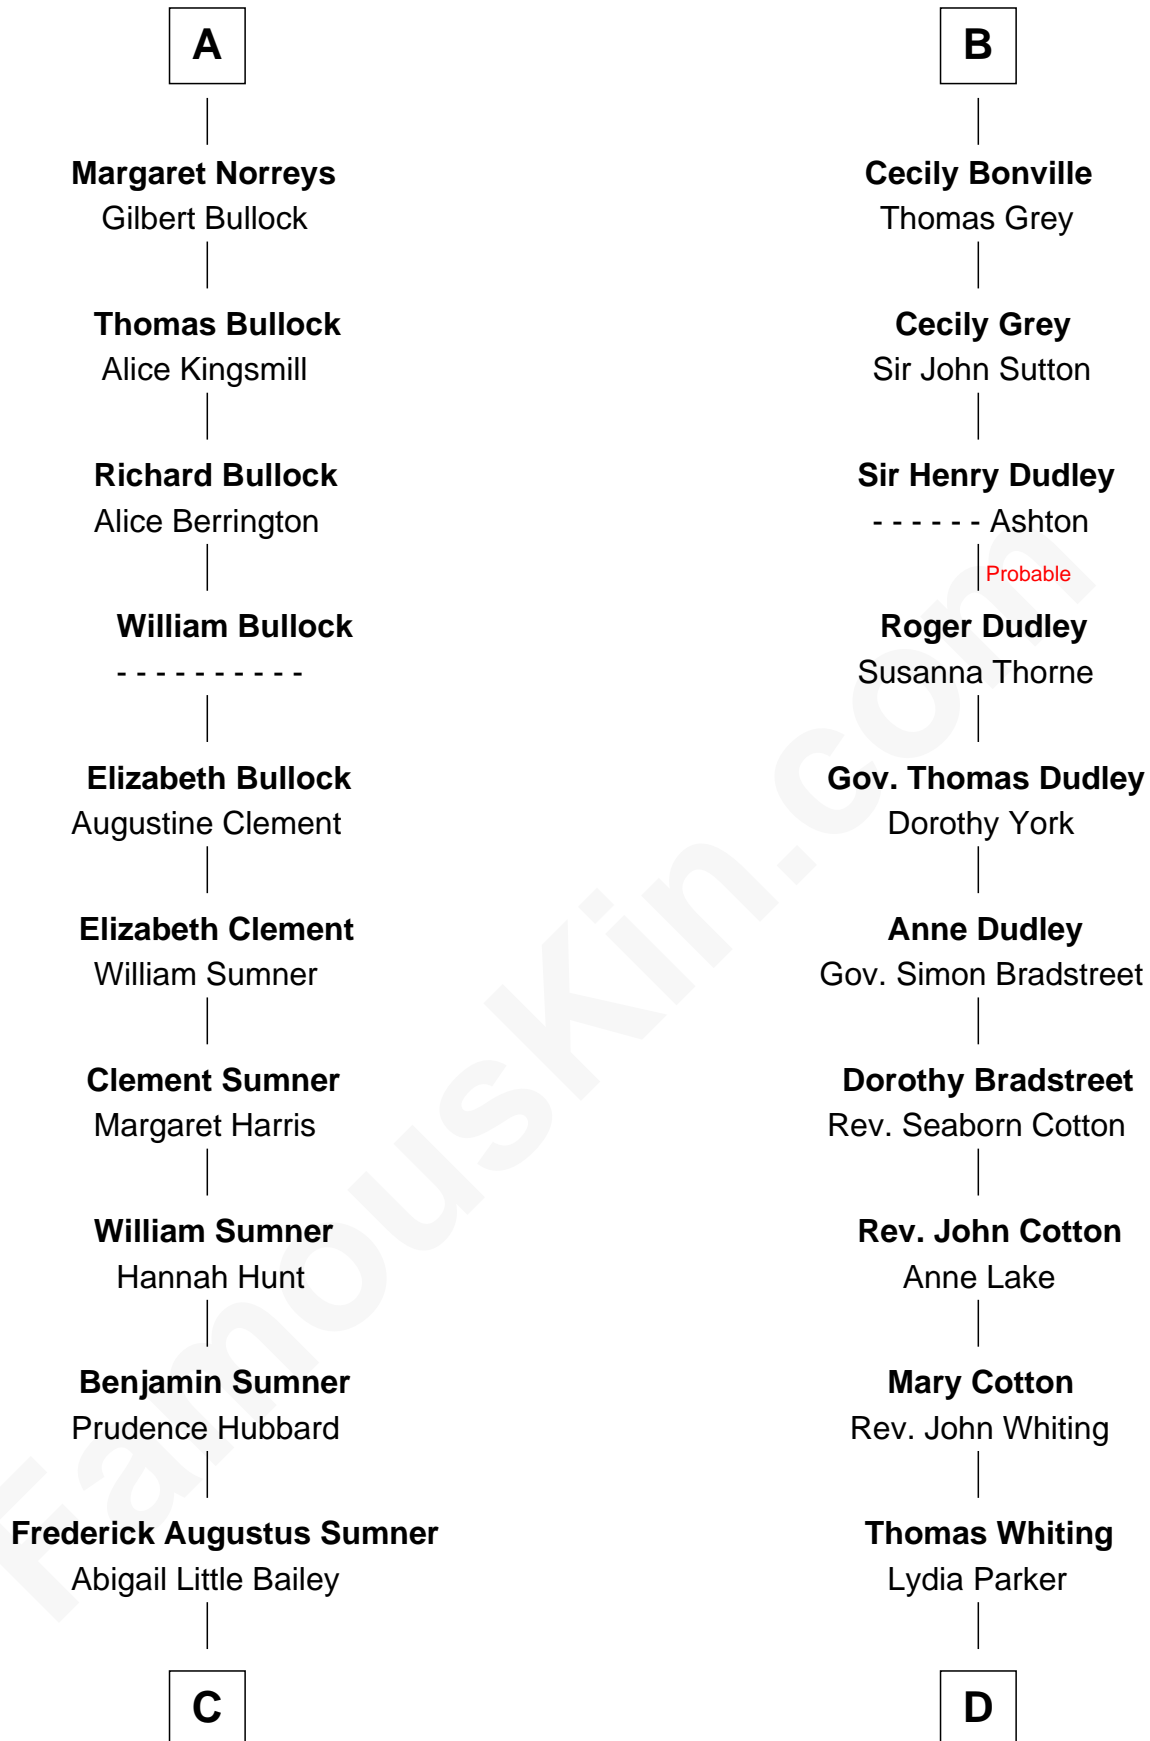 A
Margaret Norreys
Gilbert Bullock
Thomas Bullock
Alice Kingsmill
Richard Bullock
Alice Berrington
William Bullock
- - - - - - - - - -
Elizabeth Bullock
Augustine Clement
Elizabeth Clement
William Sumner
Clement Sumner
Margaret Harris
William Sumner
Hannah Hunt
Benjamin Sumner
Prudence Hubbard
Frederick Augustus Sumner
Abigail Little Bailey
C
B
Cecily Bonville
Thomas Grey
Cecily Grey
Sir John Sutton
Sir Henry Dudley
- - - - - - Ashton
Probable
Roger Dudley
Susanna Thorne
Gov. Thomas Dudley
Dorothy York
Anne Dudley
Gov. Simon Bradstreet
Dorothy Bradstreet
Rev. Seaborn Cotton
Rev. John Cotton
Anne Lake
Mary Cotton
Rev. John Whiting
Thomas Whiting
Lydia Parker
D
FamousKin.com